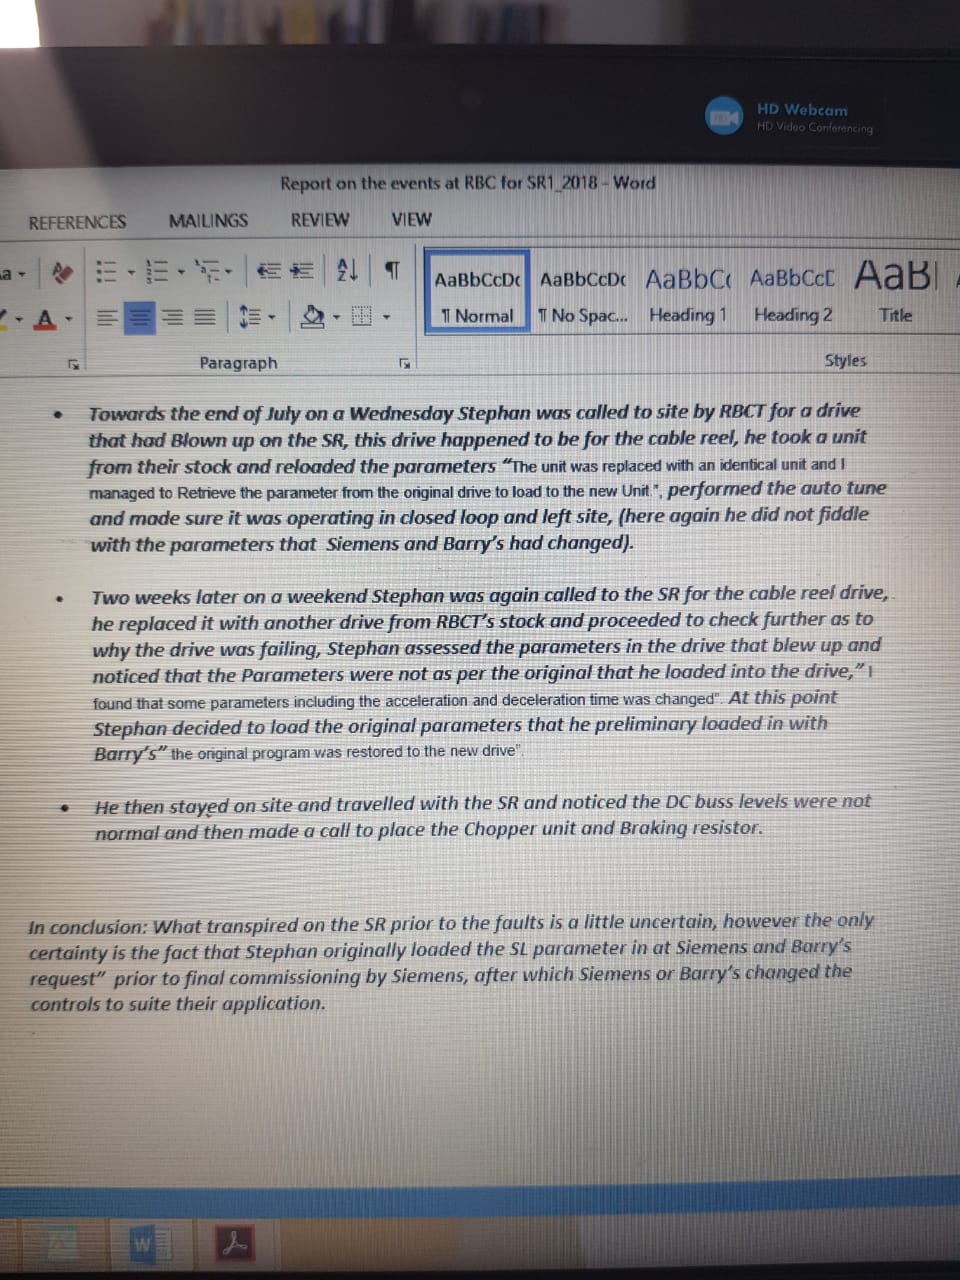 HD Webcam
HD Video Conferencing
Report on the events at RBC for SR1_2018 - Word
REFERENCES MAILINGS REVIEW VIEW
AaBbCcDc AaBbCcDc AaBbC AaBbCcD AaB
¶ Normal ¶ No Spac... Heading 1 Heading 2 Title
Paragraph Styles
• Towards the end of July on a Wednesday Stephan was called to site by RBCT for a drive
that had Blown up on the SR, this drive happened to be for the cable reel, he took a unit
from their stock and reloaded the parameters "The unit was replaced with an identical unit and I
managed to Retrieve the parameter from the original drive to load to the new Unit.", performed the auto tune
and made sure it was operating in closed loop and left site, (here again he did not fiddle
with the parameters that Siemens and Barry's had changed).
• Two weeks later on a weekend Stephan was again called to the SR for the cable reel drive,
he replaced it with another drive from RBCT's stock and proceeded to check further as to
why the drive was failing, Stephan assessed the parameters in the drive that blew up and
noticed that the Parameters were not as per the original that he loaded into the drive," I
found that some parameters including the acceleration and deceleration time was changed". At this point
Stephan decided to load the original parameters that he preliminary loaded in with
Barry's" the original program was restored to the new drive".
• He then stayed on site and travelled with the SR and noticed the DC buss levels were not
normal and then made a call to place the Chopper unit and Braking resistor.
In conclusion: What transpired on the SR prior to the faults is a little uncertain, however the only
certainty is the fact that Stephan originally loaded the SL parameter in at Siemens and Barry's
request" prior to final commissioning by Siemens, after which Siemens or Barry's changed the
controls to suite their application.